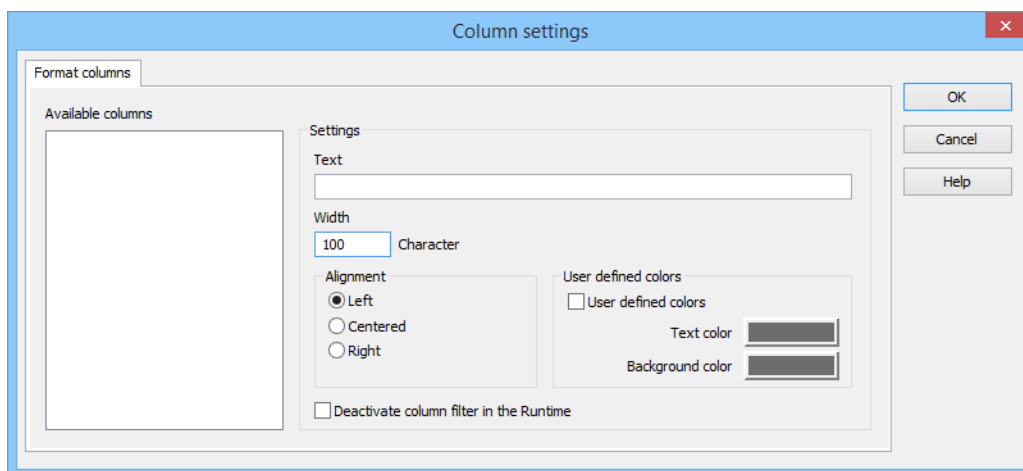 Column settings
Format columns
Available columns
Settings
Text
Width
100 Character
Alignment
Left
Centered
Right
User defined colors
User defined colors
Text color
Background color
Deactivate column filter in the Runtime
OK
Cancel
Help